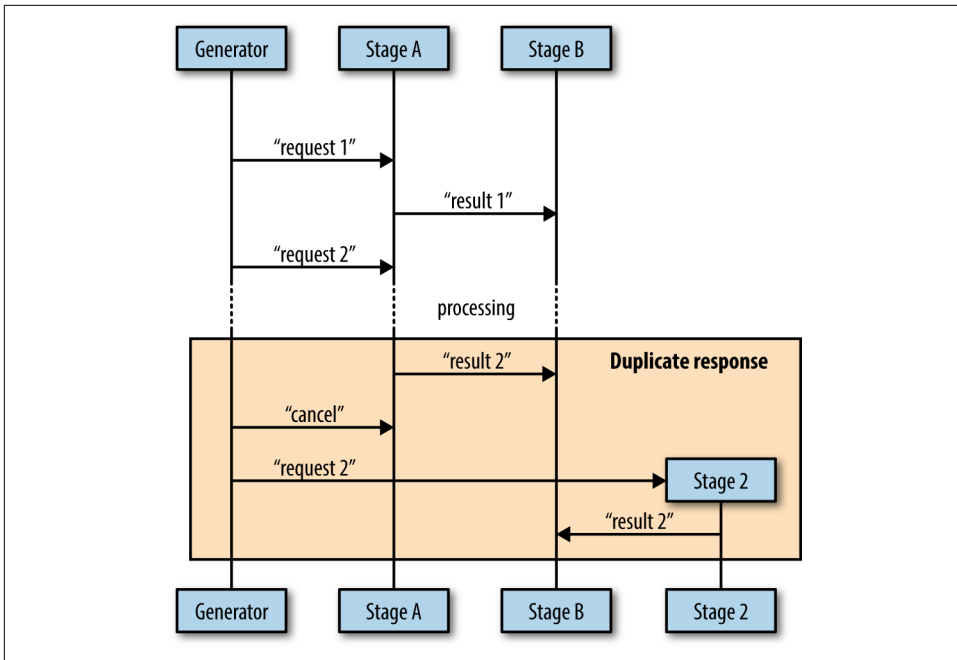 Generator
Stage A
Stage B
“request 1”
“result 1”
“request 2”
processing
Duplicate response
“result 2”
“cancel”
“request 2”
Stage 2
“result 2”
Generator
Stage A
Stage B
Stage 2